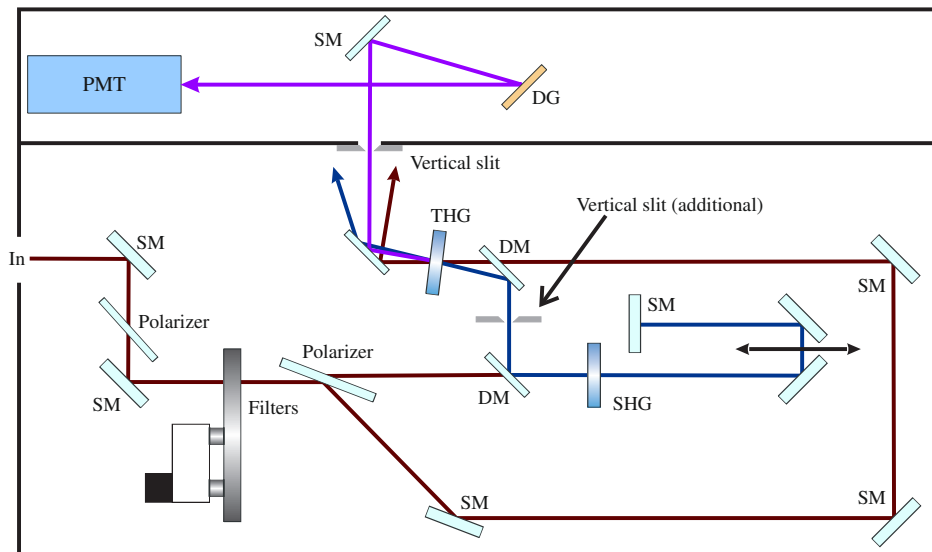 SM
PMT
DG
Vertical slit
THG
Vertical slit (additional)
SM
DM
In
SM
SM
Polarizer
Polarizer
SM
Filters
DM
SHG
SM
SM